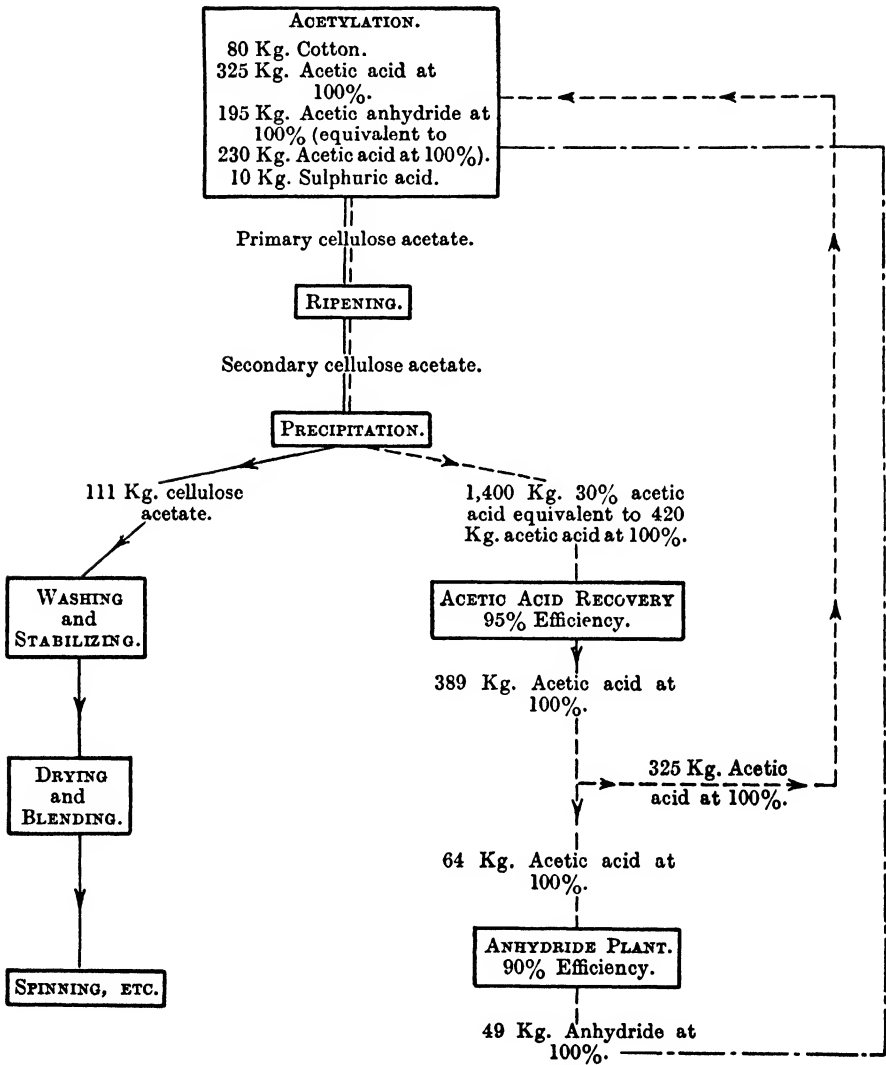 ACETYLATION.
80 Kg. Cotton.
325 Kg. Acetic acid at
100%.
195 Kg. Acetic anhydride at
100% (equivalent to
230 Kg. Acetic acid at 100%).
10 Kg. Sulphuric acid.
Primary cellulose acetate.
RIPENING.
Secondary cellulose acetate.
PRECIPITATION.
111 Kg. cellulose
acetate.
1,400 Kg. 30% acetic
acid equivalent to 420
Kg. acetic acid at 100%.
WASHING
and
STABILIZING.
ACETIC ACID RECOVERY
95% Efficiency.
389 Kg. Acetic acid at
100%.
DRYING
and
BLENDING.
325 Kg. Acetic
acid at 100%.
64 Kg. Acetic acid at
100%.
ANHYDRIDE PLANT.
90% Efficiency.
SPINNING, ETC.
49 Kg. Anhydride at
100%.